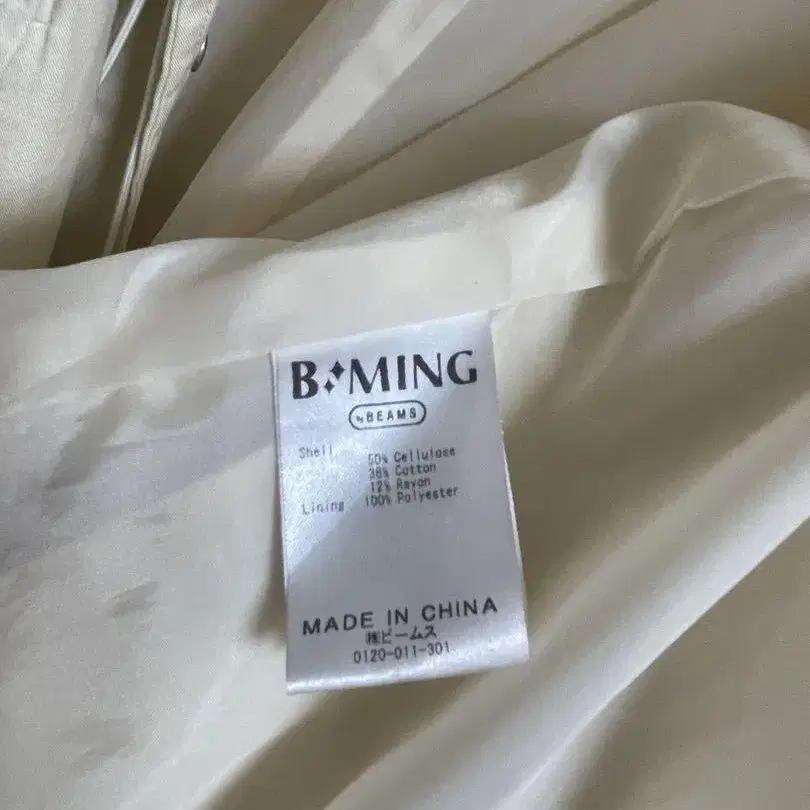 B MING
by BEAMS
Shell 50% Cellulose
38% Cotton
12% Rayon
Lining 100% Polyester
MADE IN CHINA
㈱ビームス
0120-011-301